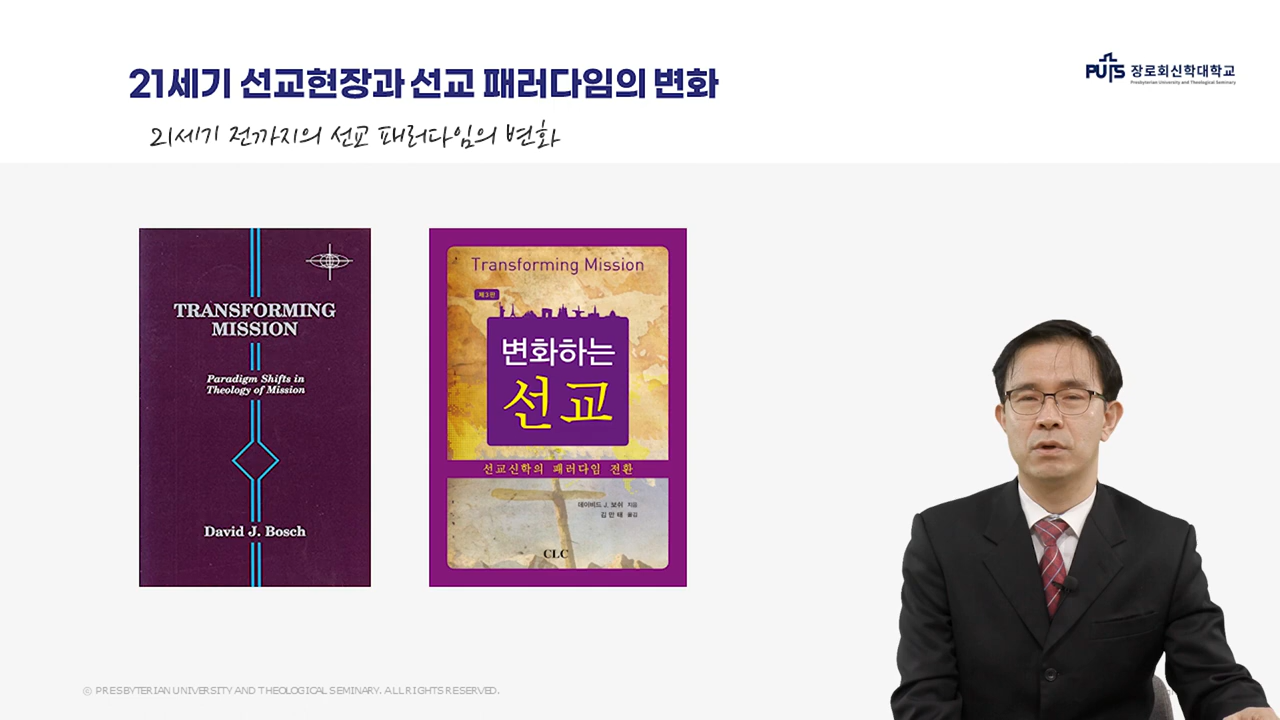 21세기 선교현장과 선교 패러다임의 변화
PUTS 장로회신학대학교
Presbyterian University and Theological Seminary
21세기 전까지의 선교 패러다임의 변화
TRANSFORMING
MISSION
Paradigm Shifts in
Theology of Mission
David J. Bosch
Transforming Mission
제3판
변화하는
선교
선교신학의 패러다임 전환
데이비드 J. 보쉬 지음
김 만 태 옮김
CLC
© PRESBYTERIAN UNIVERSITY AND THEOLOGICAL SEMINARY. ALL RIGHTS RESERVED.